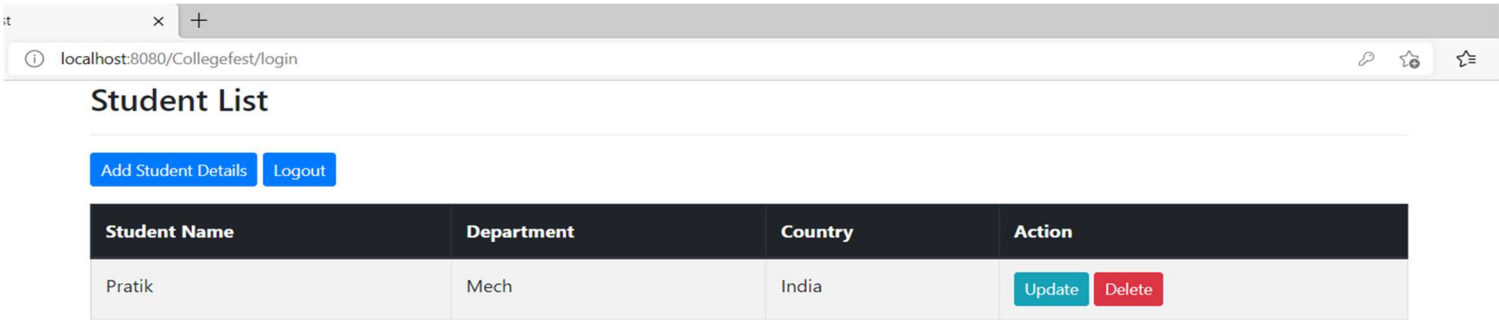 st
localhost:8080/Collegefest/login
Student List
Add Student Details Logout
Student Name Department Country Action
Pratik Mech India Update Delete